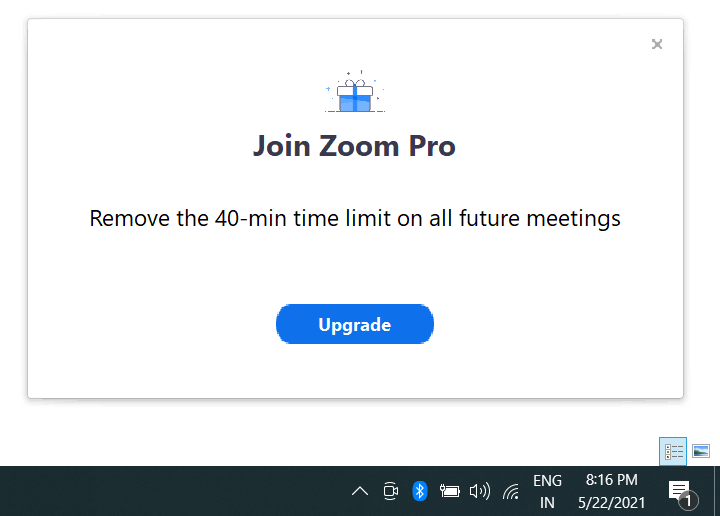 Join Zoom Pro
Remove the 40-min time limit on all future meetings
Upgrade
ENG
IN
8:16 PM
5/22/2021
1